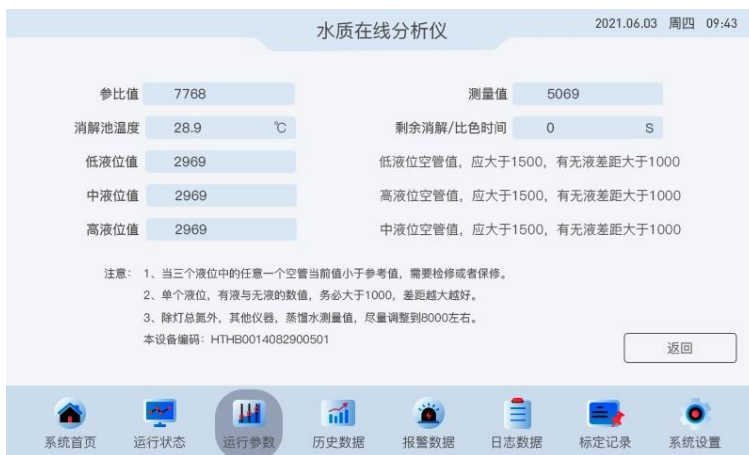 水质在线分析仪
2021.06.03 周四 09:43
参比值 7768 测量值 5069
消解池温度 28.9 ℃ 剩余消解/比色时间 0 S
低液位值 2969 低液位空管值，应大于1500，有无液差距大于1000
中液位值 2969 高液位空管值，应大于1500，有无液差距大于1000
高液位值 2969 中液位空管值，应大于1500，有无液差距大于1000
注意： 1、当三个液位中的任意一个空管当前值小于参考值，需要检修或者保修。
2、单个液位，有液与无液的数值，务必大于1000，差距越大越好。
3、除灯总氮外，其他仪器，蒸馏水测量值，尽量调整到8000左右。
本设备编码：HTHB0014082900501
返回
系统首页 运行状态 运行参数 历史数据 报警数据 日志数据 标定记录 系统设置